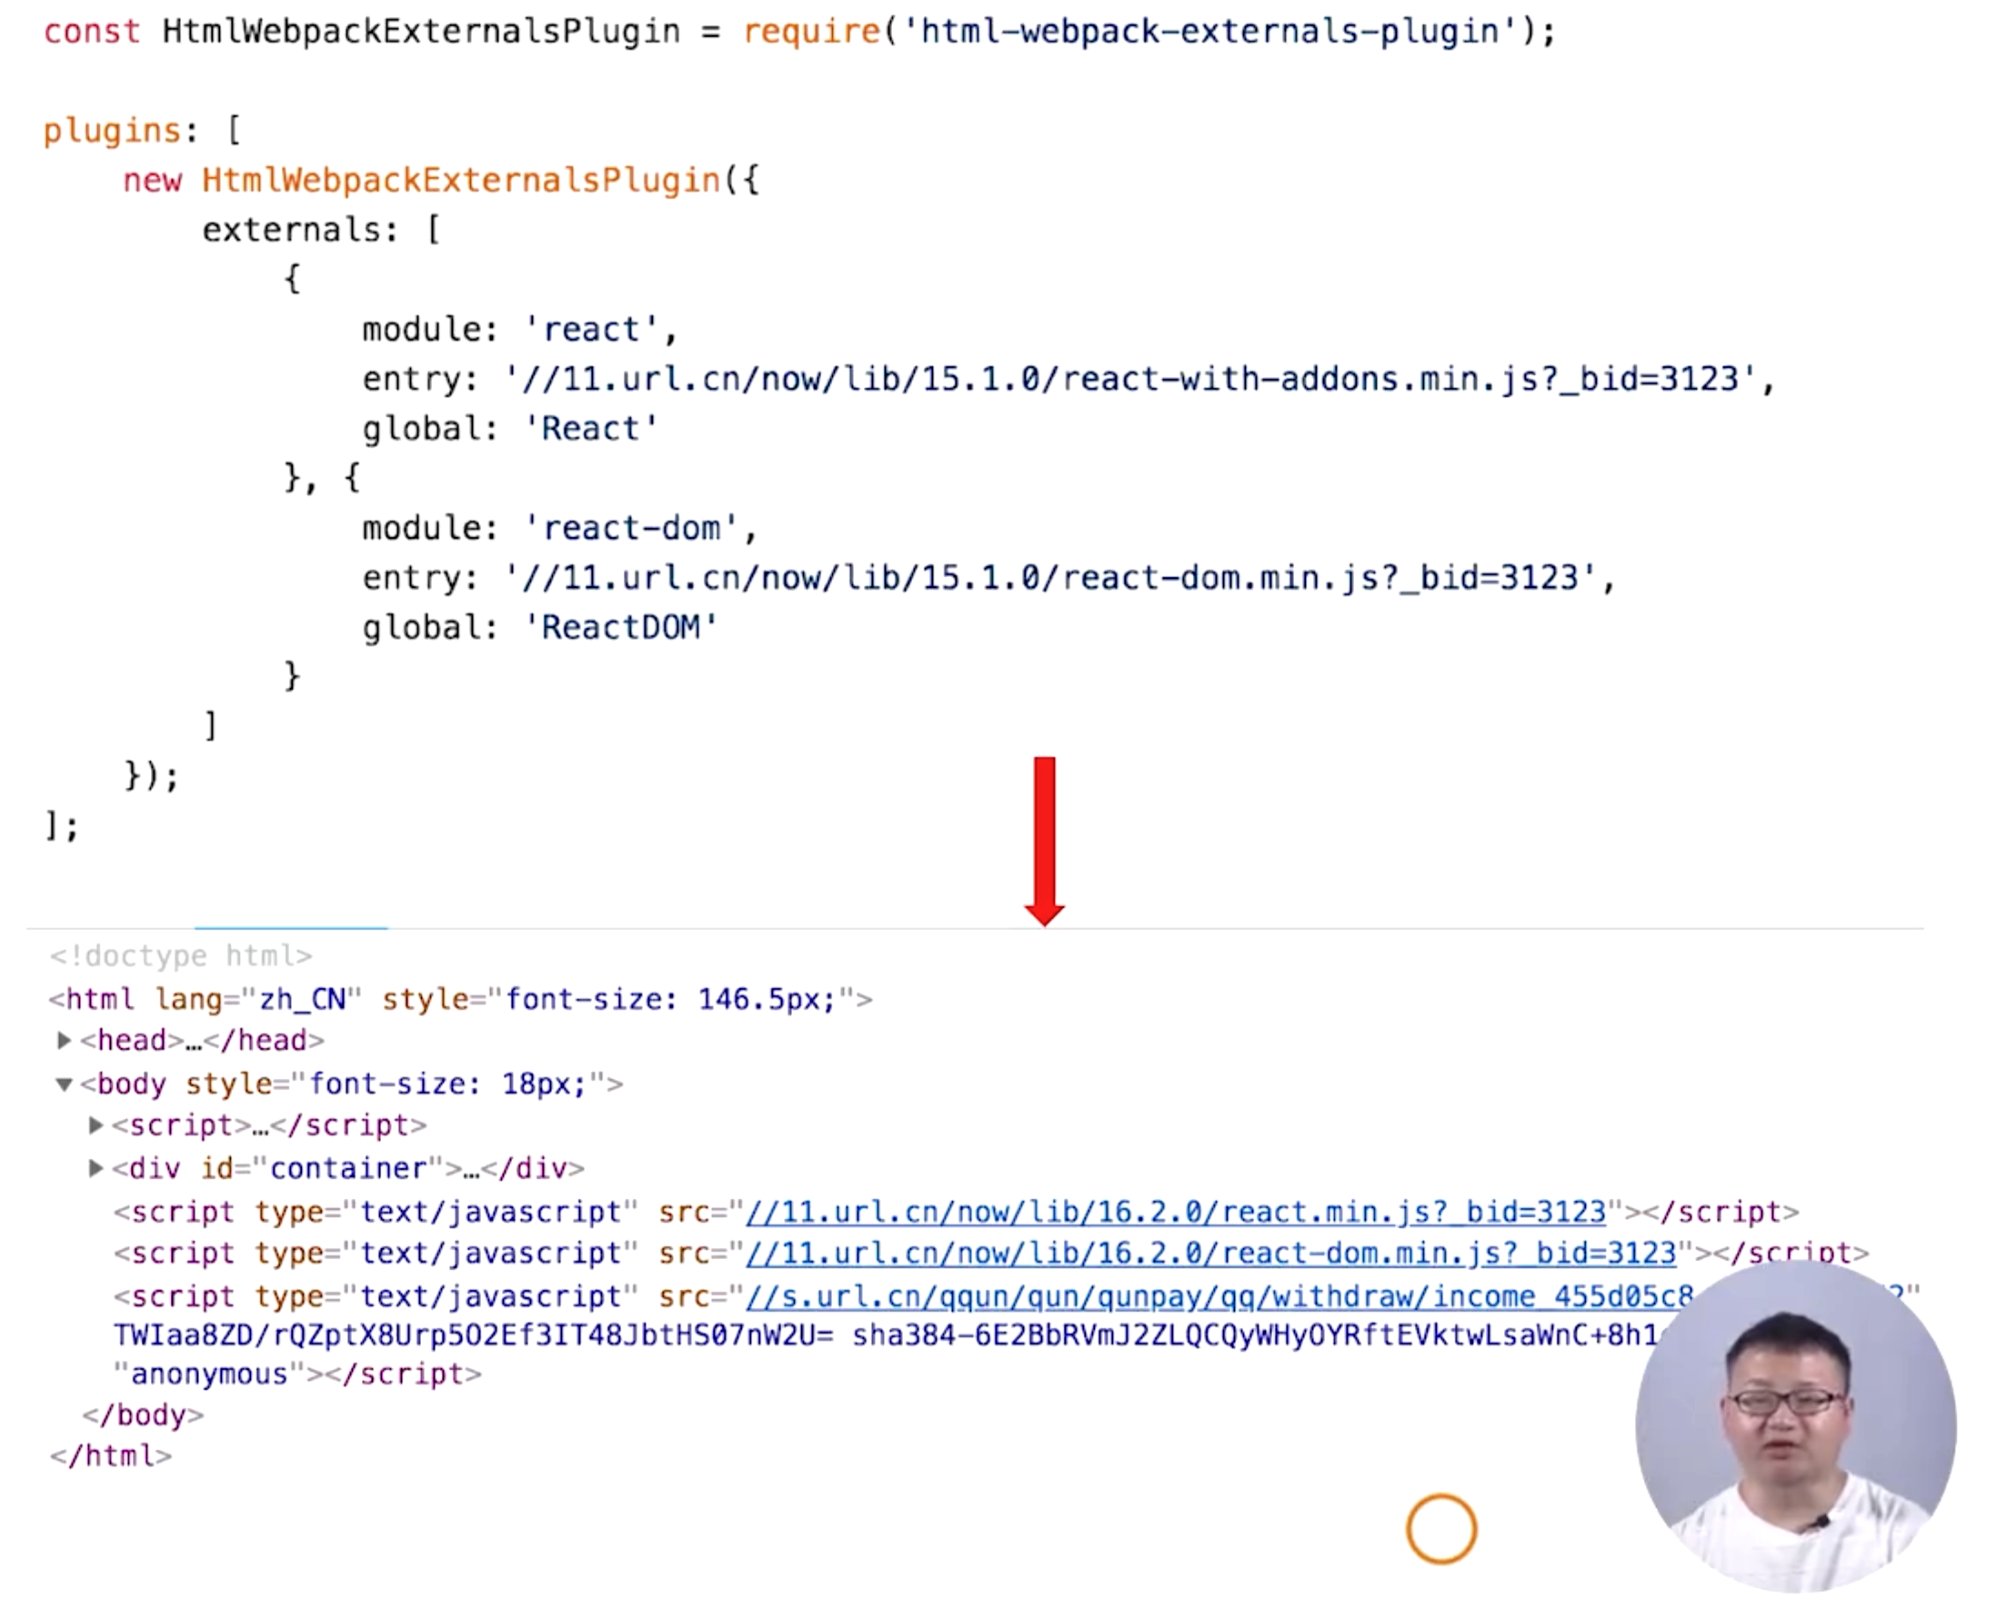 const HtmlWebpackExternalsPlugin = require('html-webpack-externals-plugin');
plugins: [
new HtmlWebpackExternalsPlugin({
externals: [
{
module: 'react',
entry: '//11.url.cn/now/lib/15.1.0/react-with-addons.min.js?_bid=3123',
global: 'React'
}, {
module: 'react-dom',
entry: '//11.url.cn/now/lib/15.1.0/react-dom.min.js?_bid=3123',
global: 'ReactDOM'
}
]
});
];
<!doctype html>
<html lang="zh_CN" style="font-size: 146.5px;">
▶<head>…</head>
▼<body style="font-size: 18px;">
▶<script>…</script>
▶<div id="container">…</div>
<script type="text/javascript" src="//11.url.cn/now/lib/16.2.0/react.min.js?_bid=3123"></script>
<script type="text/javascript" src="//11.url.cn/now/lib/16.2.0/react-dom.min.js?_bid=3123"></script>
<script type="text/javascript" src="//s.url.cn/qqun/qun/qunpay/qq/withdraw/income_455d05c8
TWIaa8ZD/rQZptX8Urp5O2Ef3IT48JbtHS07nW2U= sha384-6E2BbRVmJ2ZLQCQyWHyOYRftEVktwLsaWnC+8h1
"anonymous"></script>
</body>
</html>